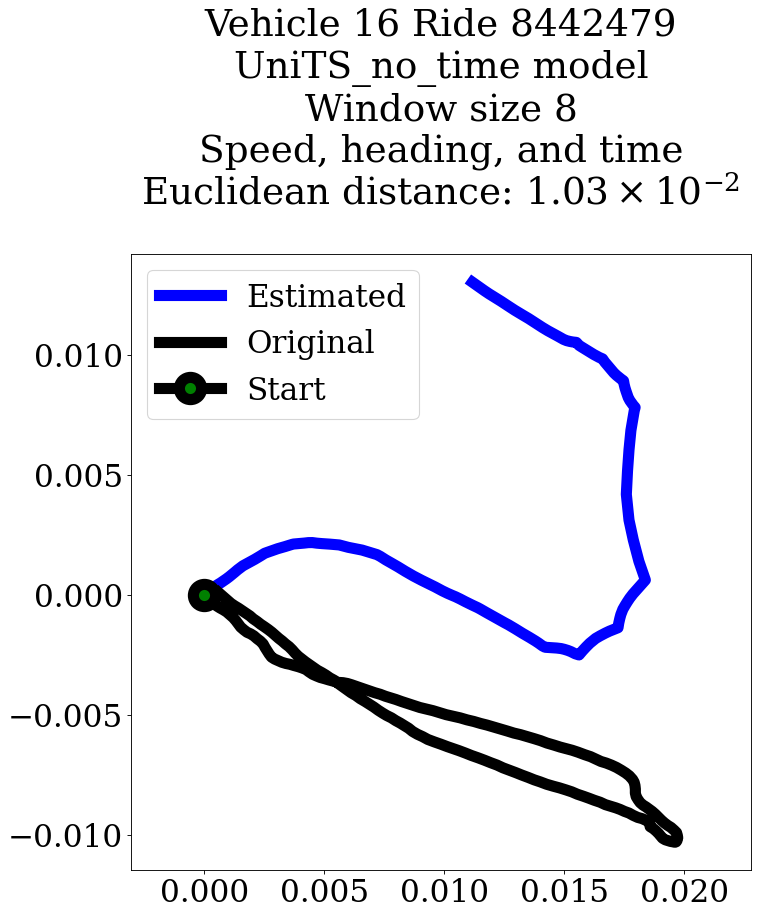 Vehicle 16 Ride 8442479
UniTS_no_time model
Window size 8
Speed, heading, and time
Euclidean distance: 1.03 × 10⁻²
Estimated
Original
Start
0.010
0.005
0.000
−0.005
−0.010
0.000 0.005 0.010 0.015 0.020